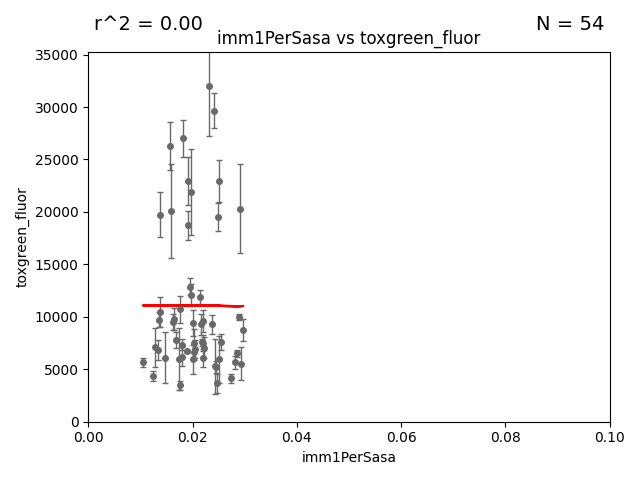 r^2 = 0.00
N = 54
imm1PerSasa vs toxgreen_fluor
35000
30000
25000
20000
15000
10000
5000
0
toxgreen_fluor
0.00
0.02
0.04
0.06
0.08
0.10
imm1PerSasa